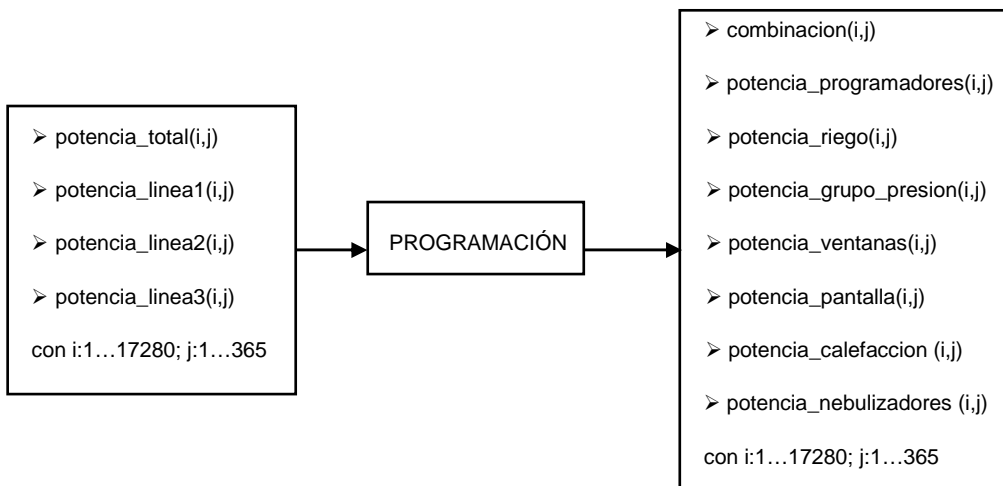 ➢ potencia_total(i,j)
➢ potencia_linea1(i,j)
➢ potencia_linea2(i,j)
➢ potencia_linea3(i,j)
con i:1…17280; j:1…365
PROGRAMACIÓN
➢ combinacion(i,j)
➢ potencia_programadores(i,j)
➢ potencia_riego(i,j)
➢ potencia_grupo_presion(i,j)
➢ potencia_ventanas(i,j)
➢ potencia_pantalla(i,j)
➢ potencia_calefaccion (i,j)
➢ potencia_nebulizadores (i,j)
con i:1…17280; j:1…365